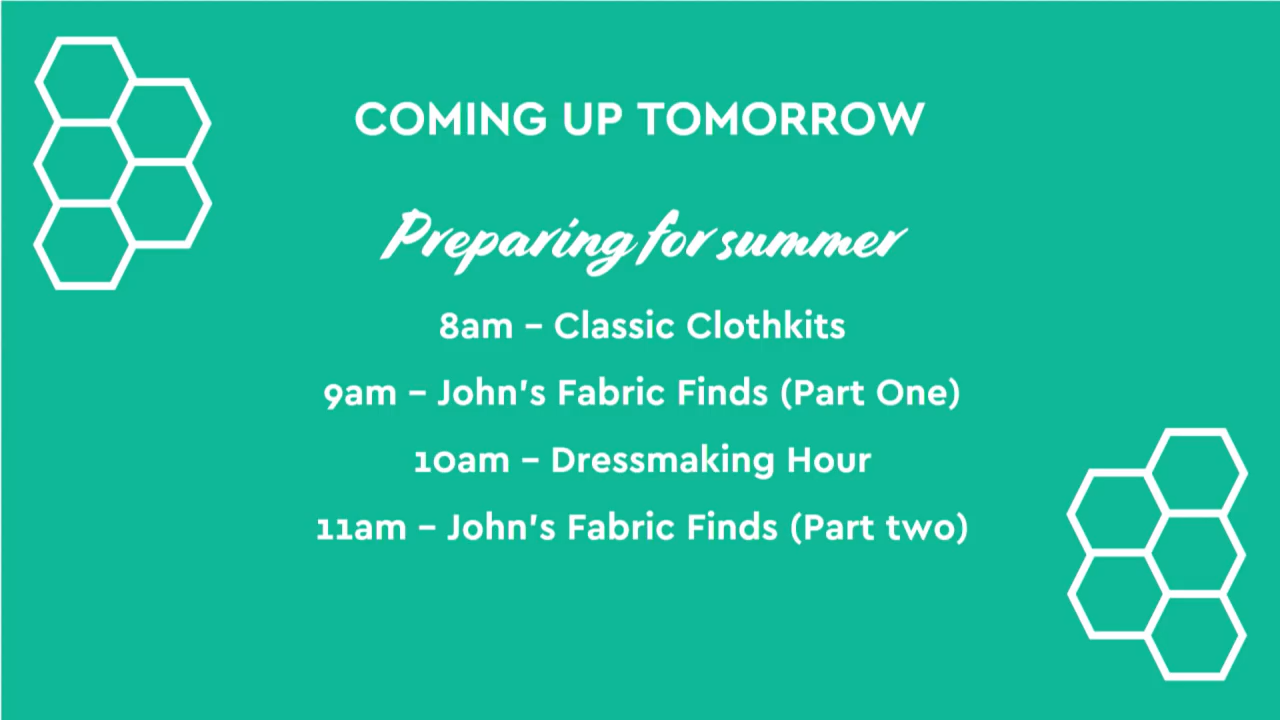 COMING UP TOMORROW
Preparing for summer
8am – Classic Clothkits
9am – John's Fabric Finds (Part One)
10am – Dressmaking Hour
11am – John's Fabric Finds (Part two)